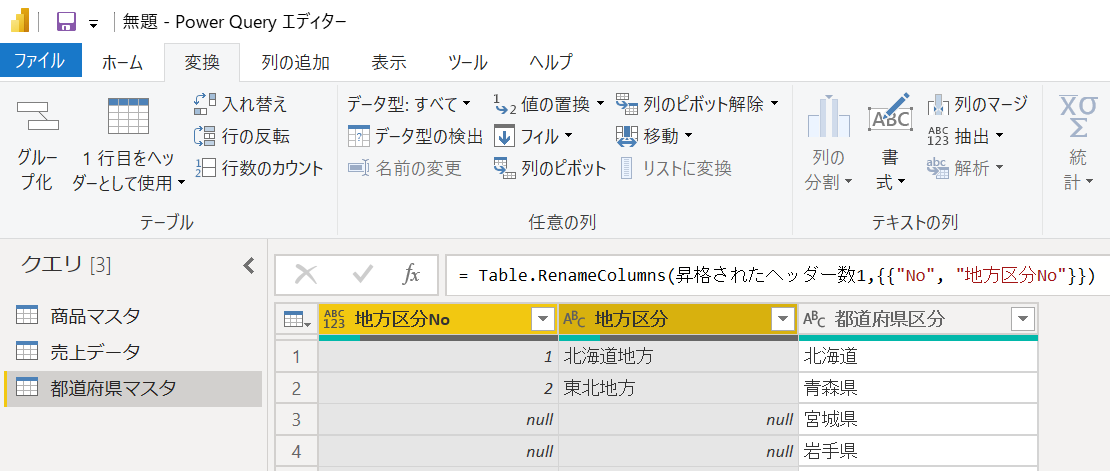 無題 - Power Query エディター
ファイル ホーム 変換 列の追加 表示 ツール ヘルプ
グループ化
1 行目をヘッダーとして使用
入れ替え
行の反転
行数のカウント
テーブル
データ型: すべて
データ型の検出
名前の変更
1→2 値の置換
フィル
列のピボット
列のピボット解除
移動
リストに変換
任意の列
列の分割
ABC
書式
列のマージ
ABC 123 抽出
abc 解析
テキストの列
XσΣ
統計
クエリ [3]
商品マスタ
売上データ
都道府県マスタ
fx = Table.RenameColumns(昇格されたヘッダー数1,{{"No", "地方区分No"}})
ABC 123 地方区分No ABC 地方区分 ABC 都道府県区分
1 1 北海道地方 北海道
2 2 東北地方 青森県
3 null null 宮城県
4 null null 岩手県